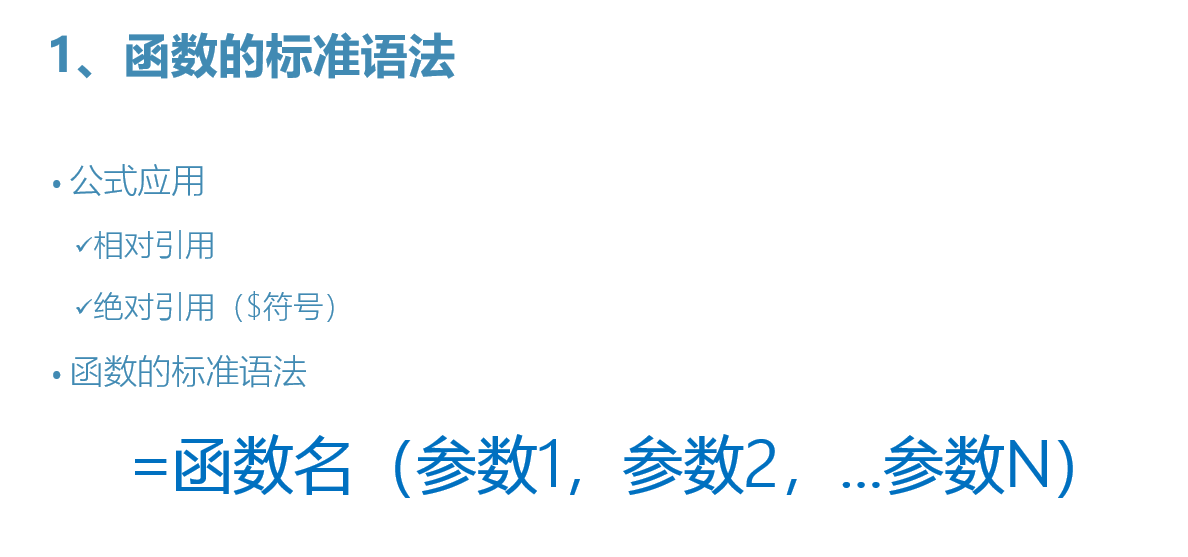 1、函数的标准语法
• 公式应用
✓相对引用
✓绝对引用（$符号）
• 函数的标准语法
=函数名（参数1，参数2，...参数N）